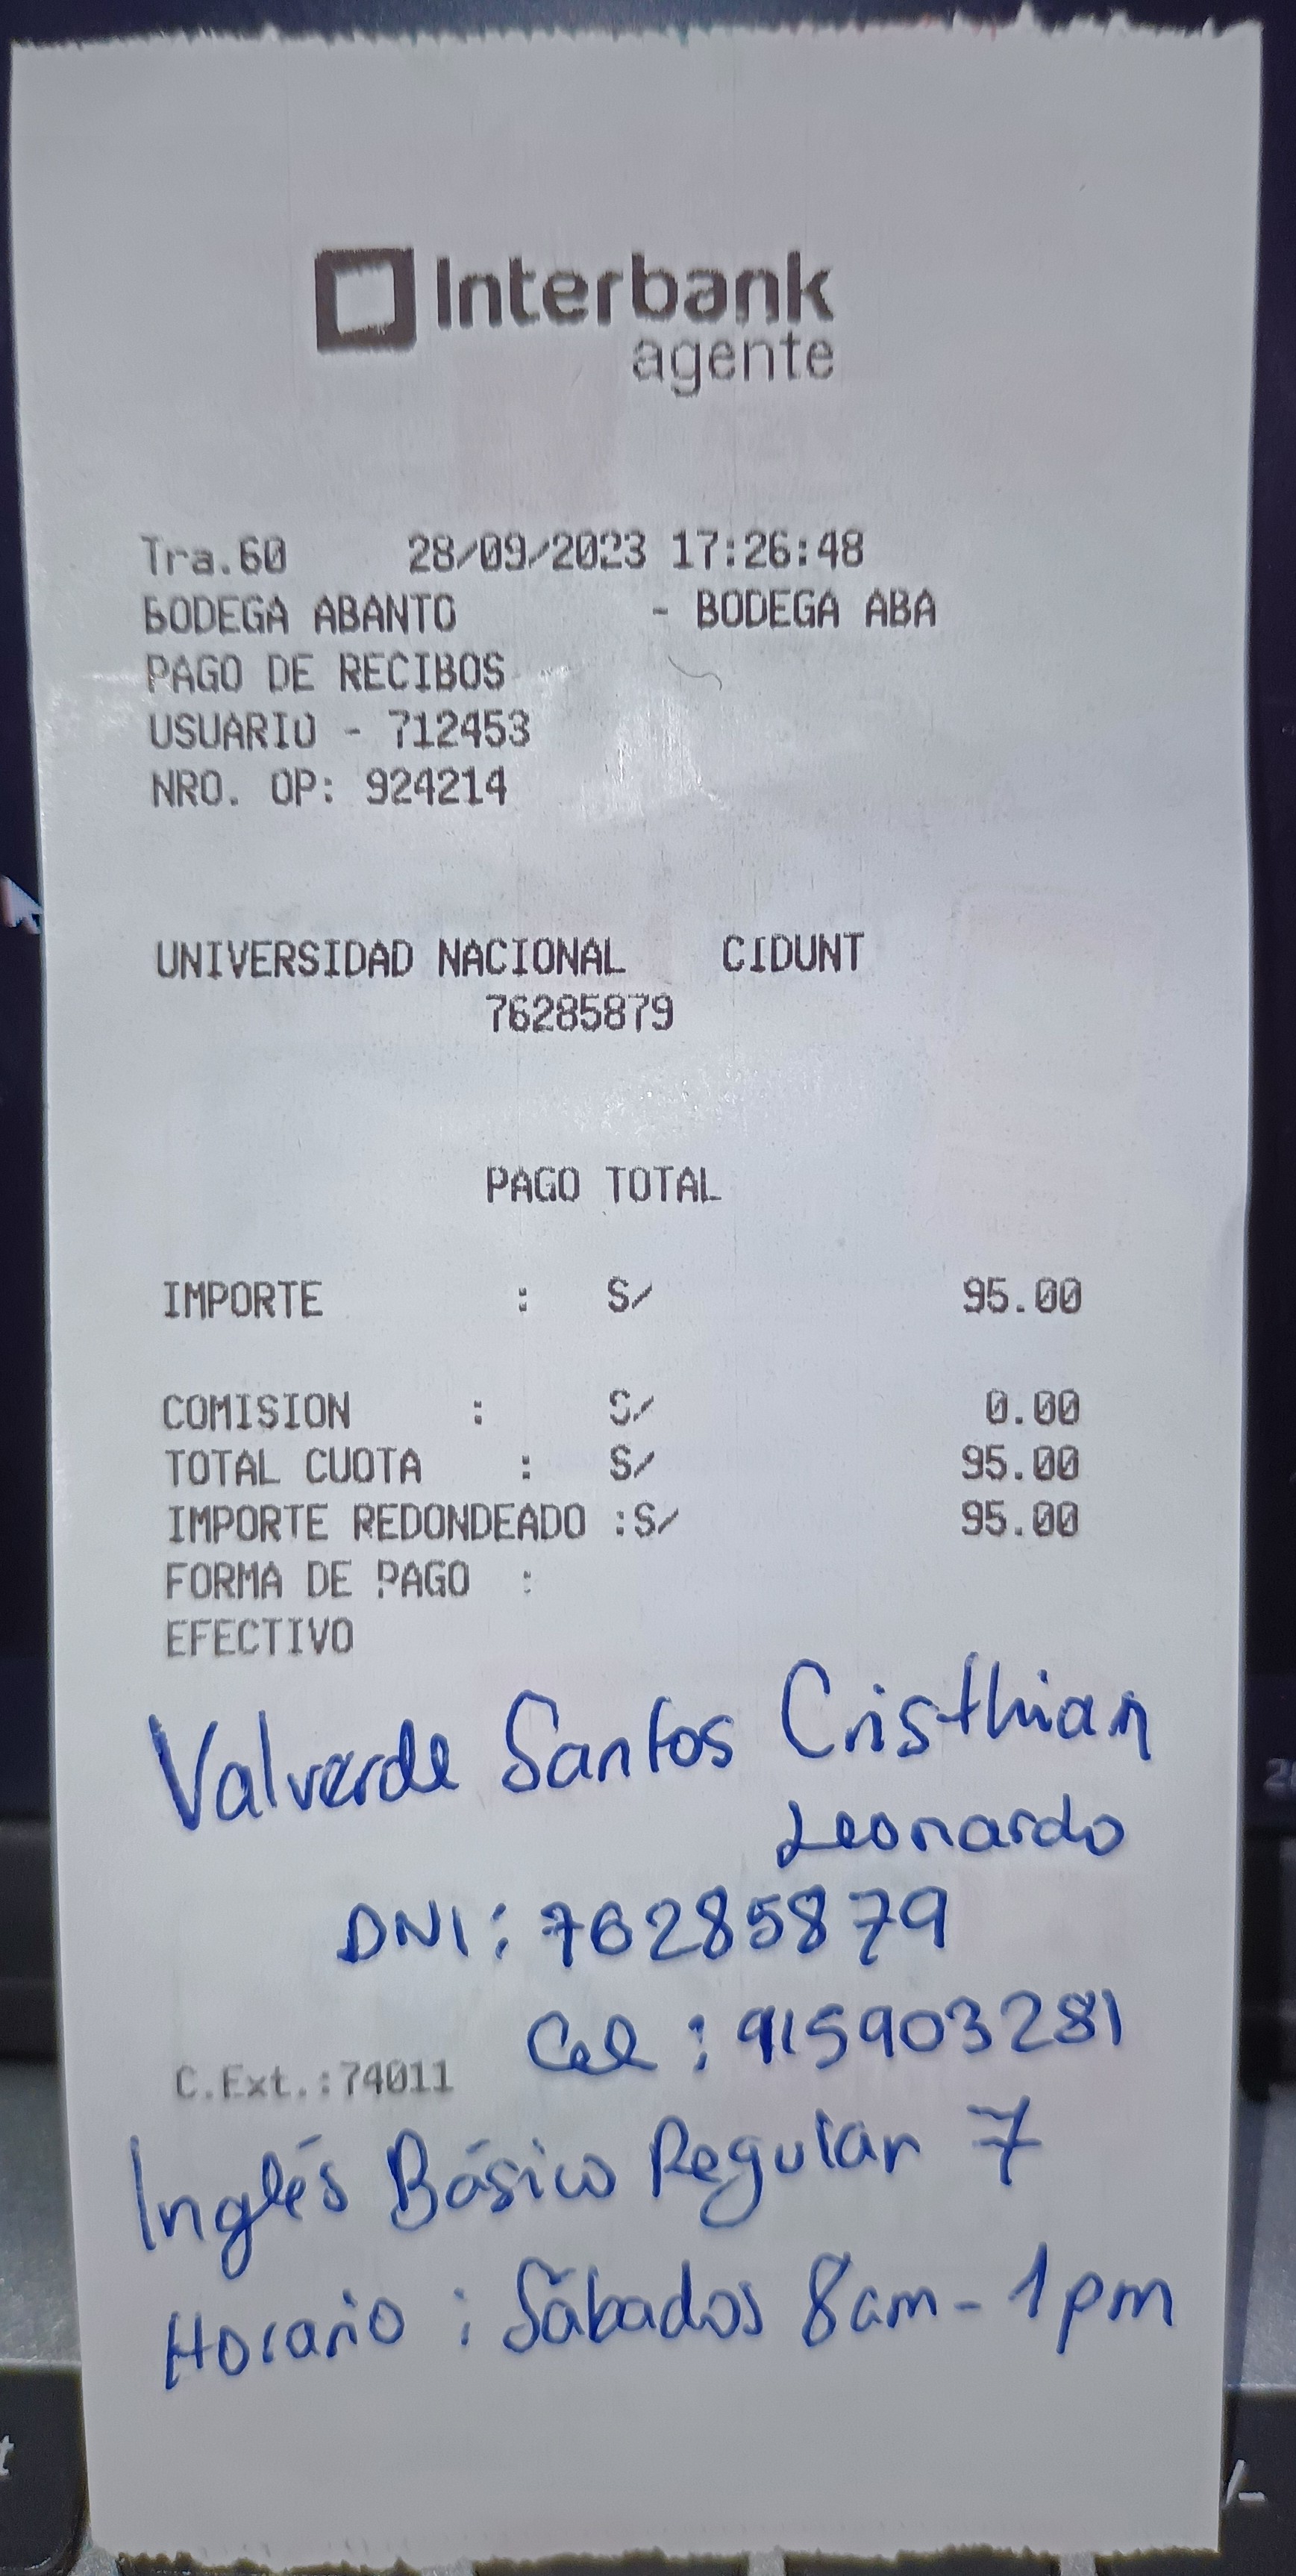 Interbank
agente
Tra.60 28/09/2023 17:26:48
BODEGA ABANTO - BODEGA ABA
PAGO DE RECIBOS
USUARIO - 712453
NRO. OP: 924214
UNIVERSIDAD NACIONAL CIDUNT
76285879
PAGO TOTAL
IMPORTE : S/ 95.00
COMISION : S/ 0.00
TOTAL CUOTA : S/ 95.00
IMPORTE REDONDEADO :S/ 95.00
FORMA DE PAGO :
EFECTIVO
Valverde Santos Cristhian
Leonardo
DNI: 76285879
Cel : 915903281
C.Ext.:74011
Inglés Básico Regular 7
Horario : Sábados 8am - 1pm